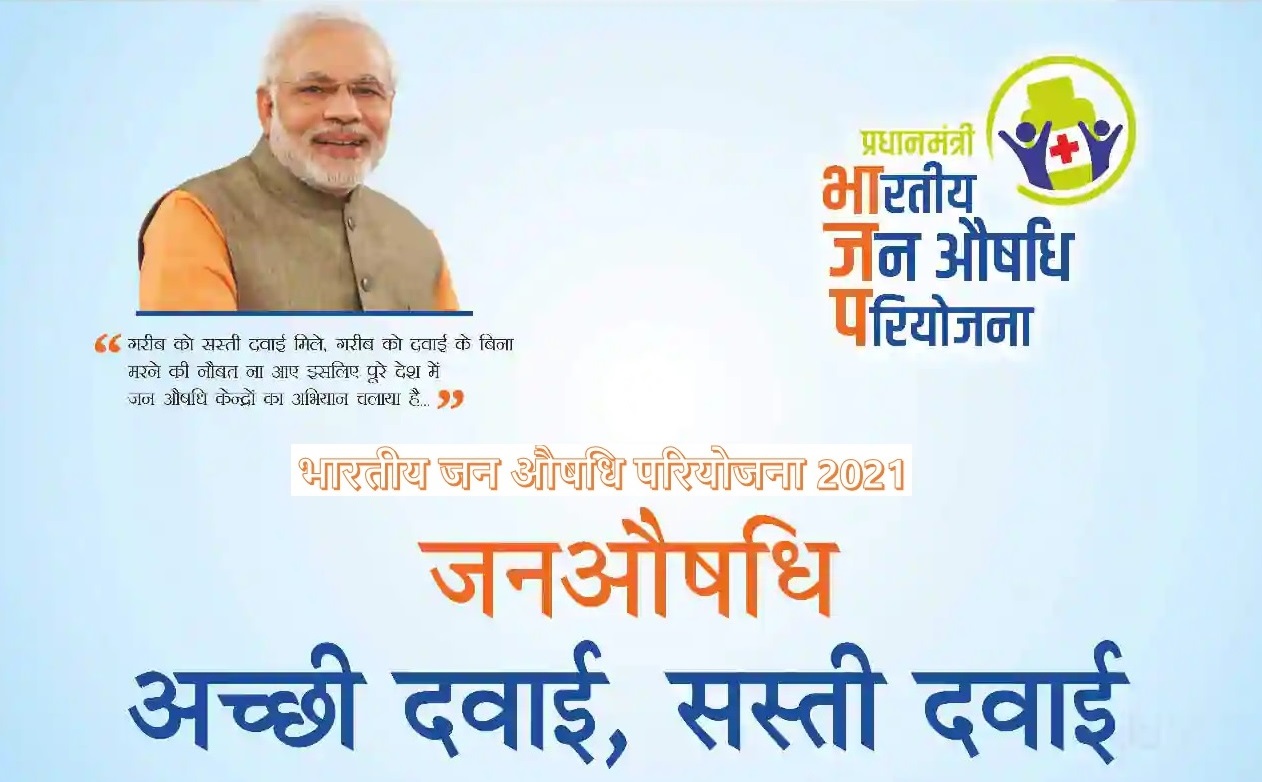 प्रधानमंत्री
भारतीय
जन औषधि
परियोजना
“ गरीब को सस्ती दवाई मिले, गरीब को दवाई के बिना
मरने की नौबत ना आए इसलिए पूरे देश में
जन औषधि केन्द्रों का अभियान चलाया है... ”
भारतीय जन औषधि परियोजना 2021
जनऔषधि
अच्छी दवाई, सस्ती दवाई